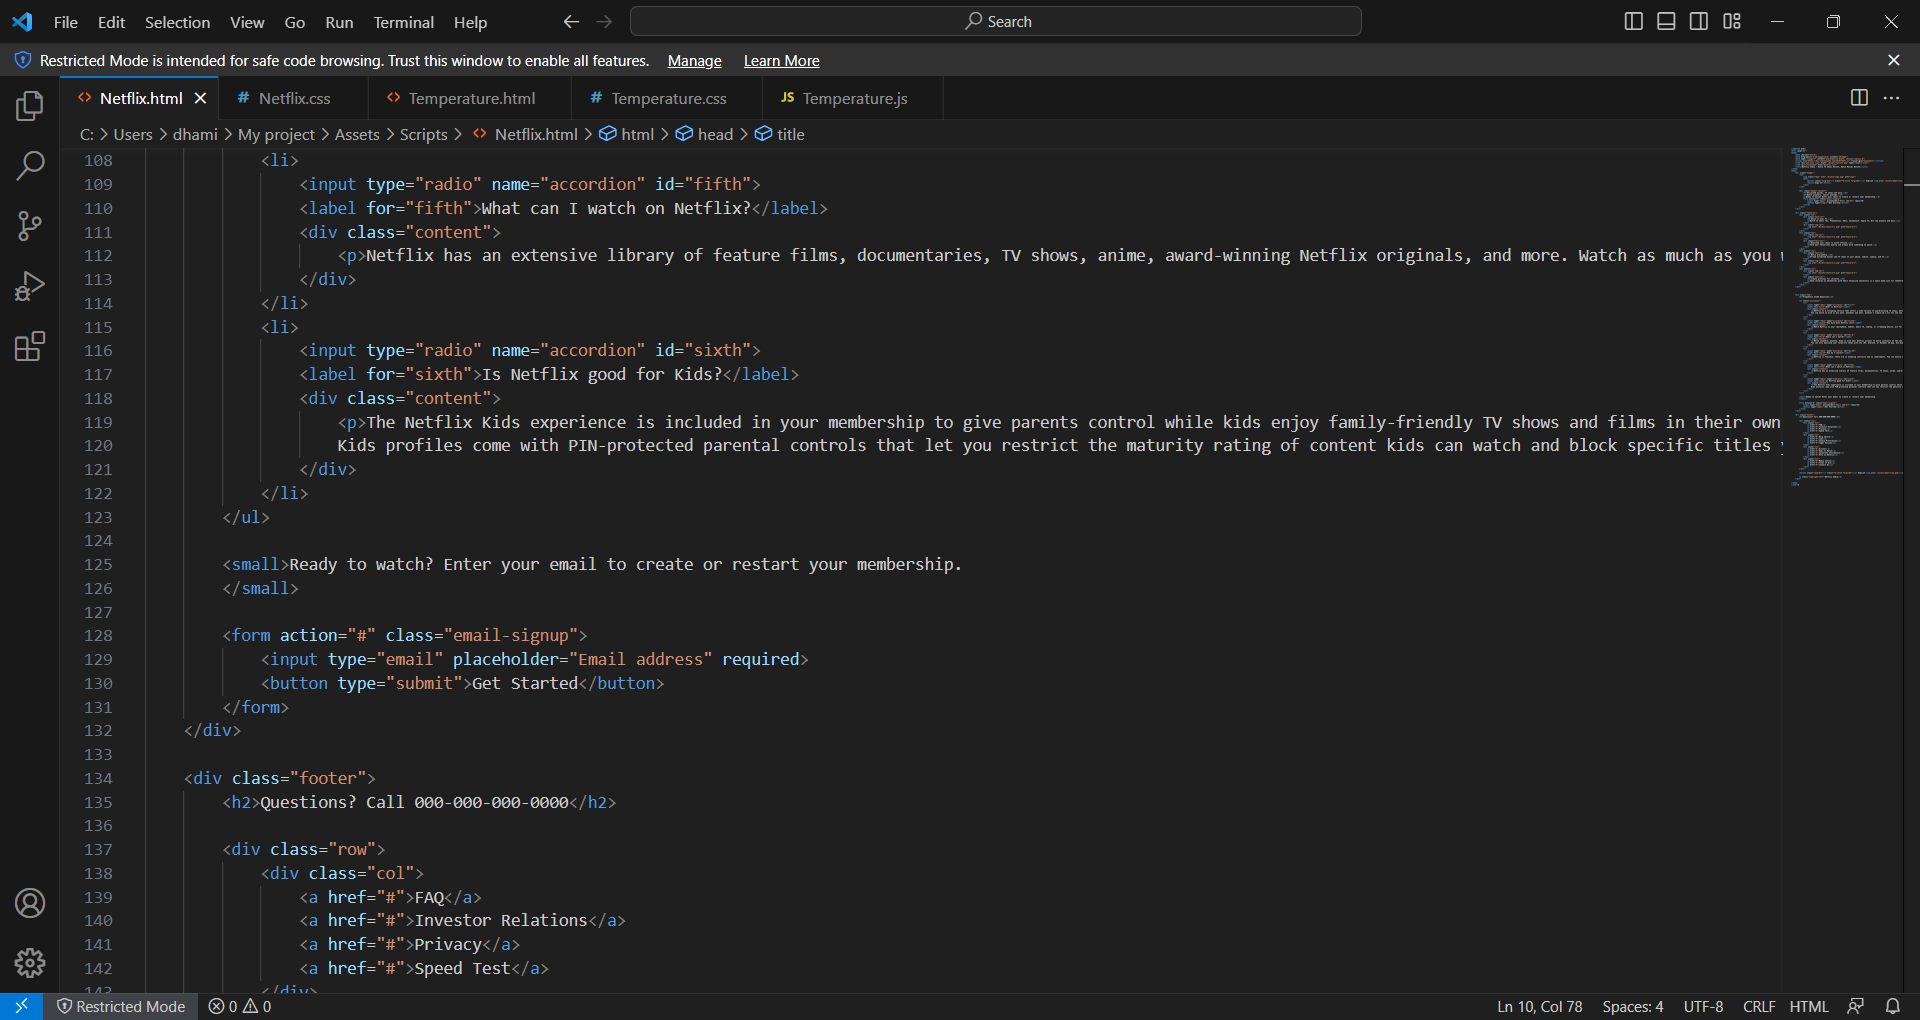 File Edit Selection View Go Run Terminal Help Search
Restricted Mode is intended for safe code browsing. Trust this window to enable all features. Manage Learn More
<> Netflix.html # Netflix.css <> Temperature.html # Temperature.css JS Temperature.js
C: > Users > dhami > My project > Assets > Scripts > <> Netflix.html > html > head > title
108 <li>
109 <input type="radio" name="accordion" id="fifth">
110 <label for="fifth">What can I watch on Netflix?</label>
111 <div class="content">
112 <p>Netflix has an extensive library of feature films, documentaries, TV shows, anime, award-winning Netflix originals, and more. Watch as much as you
113 </div>
114 </li>
115 <li>
116 <input type="radio" name="accordion" id="sixth">
117 <label for="sixth">Is Netflix good for Kids?</label>
118 <div class="content">
119 <p>The Netflix Kids experience is included in your membership to give parents control while kids enjoy family-friendly TV shows and films in their own
120 Kids profiles come with PIN-protected parental controls that let you restrict the maturity rating of content kids can watch and block specific titles
121 </div>
122 </li>
123 </ul>
124
125 <small>Ready to watch? Enter your email to create or restart your membership.
126 </small>
127
128 <form action="#" class="email-signup">
129 <input type="email" placeholder="Email address" required>
130 <button type="submit">Get Started</button>
131 </form>
132 </div>
133
134 <div class="footer">
135 <h2>Questions? Call 000-000-000-0000</h2>
136
137 <div class="row">
138 <div class="col">
139 <a href="#">FAQ</a>
140 <a href="#">Investor Relations</a>
141 <a href="#">Privacy</a>
142 <a href="#">Speed Test</a>
143 </div>
Restricted Mode 0 0 Ln 10, Col 78 Spaces: 4 UTF-8 CRLF HTML